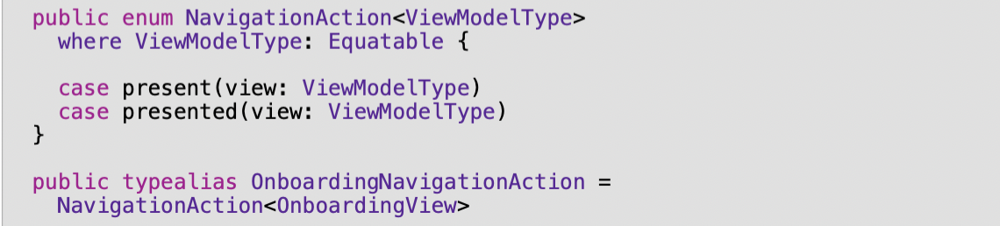 public enum NavigationAction<ViewModelType>
  where ViewModelType: Equatable {
  case present(view: ViewModelType)
  case presented(view: ViewModelType)
}
public typealias OnboardingNavigationAction =
  NavigationAction<OnboardingView>